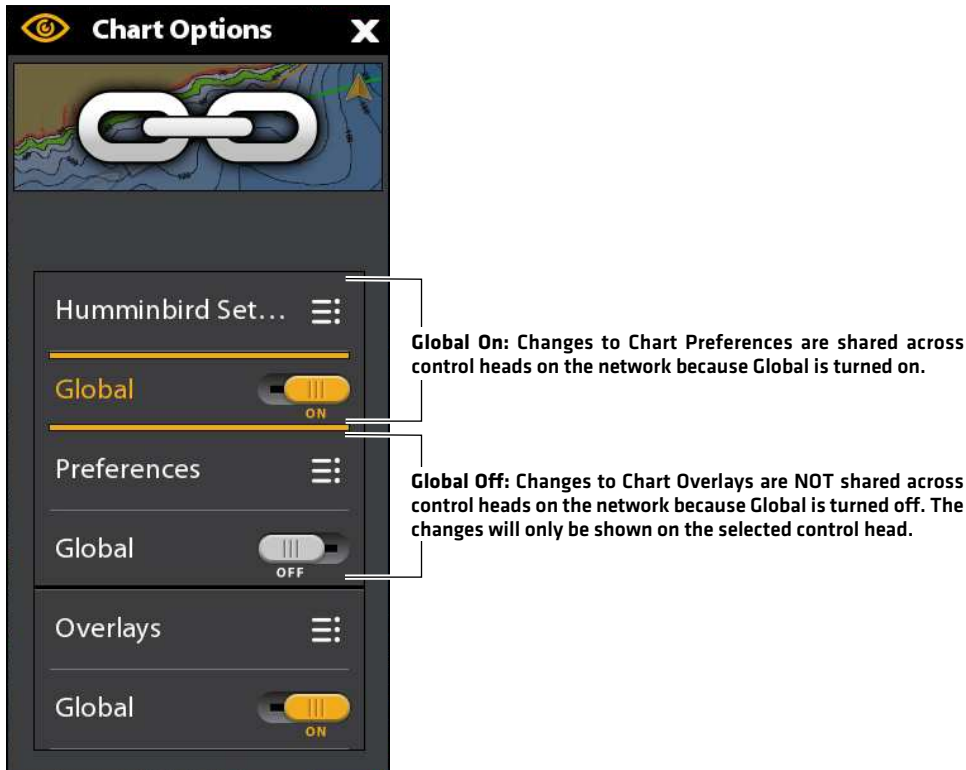 Chart Options X
Humminbird Set...
Global
ON
Global On: Changes to Chart Preferences are shared across
control heads on the network because Global is turned on.
Preferences
Global
OFF
Global Off: Changes to Chart Overlays are NOT shared across
control heads on the network because Global is turned off. The
changes will only be shown on the selected control head.
Overlays
Global
ON